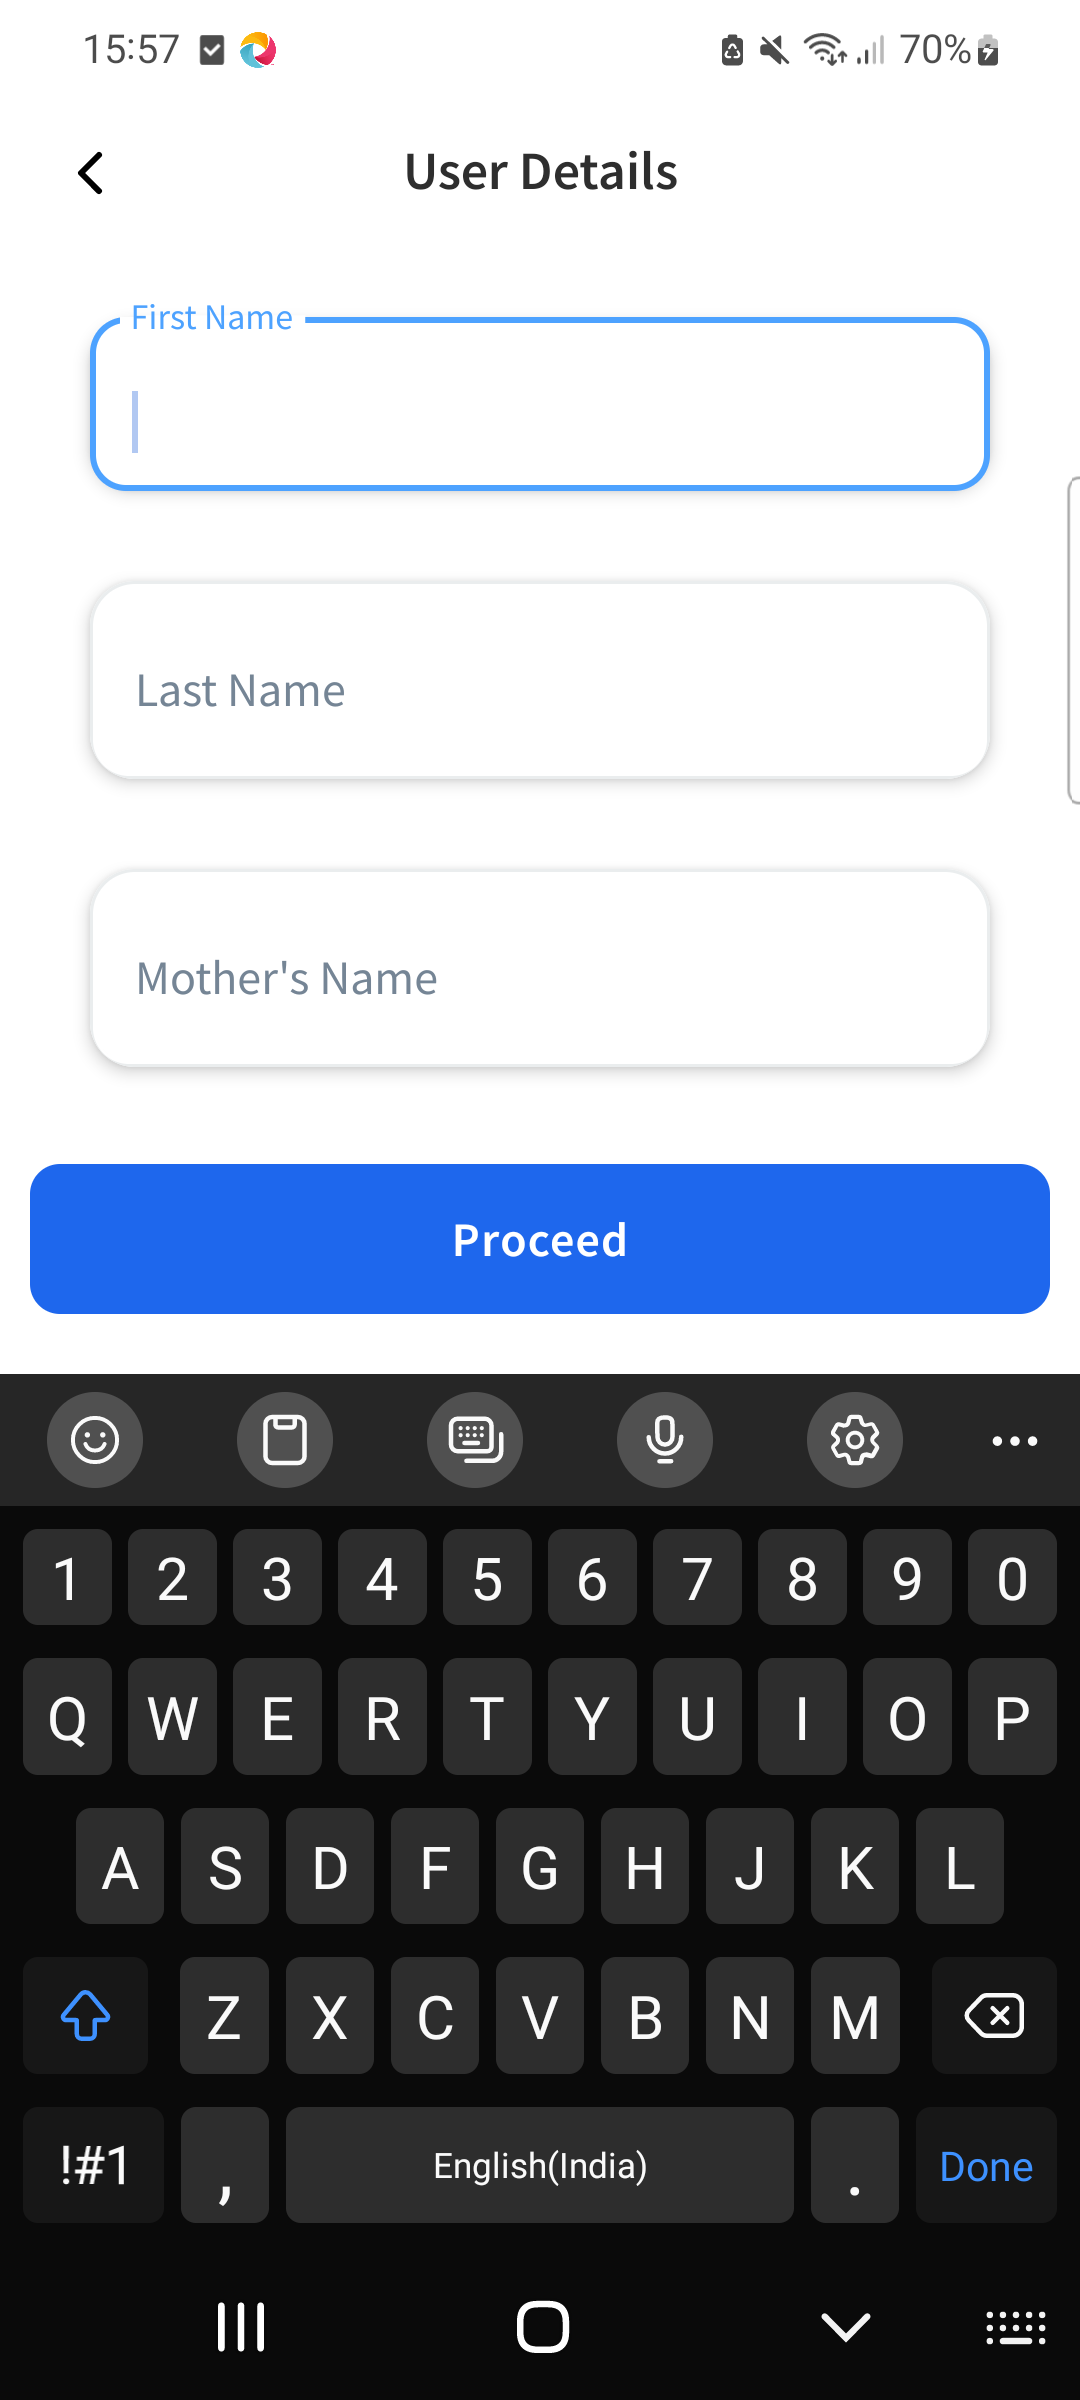 15:57 70%
User Details
First Name
Last Name
Mother's Name
Proceed
1 2 3 4 5 6 7 8 9 0
Q W E R T Y U I O P
A S D F G H J K L
Z X C V B N M
!#1 , English(India) . Done